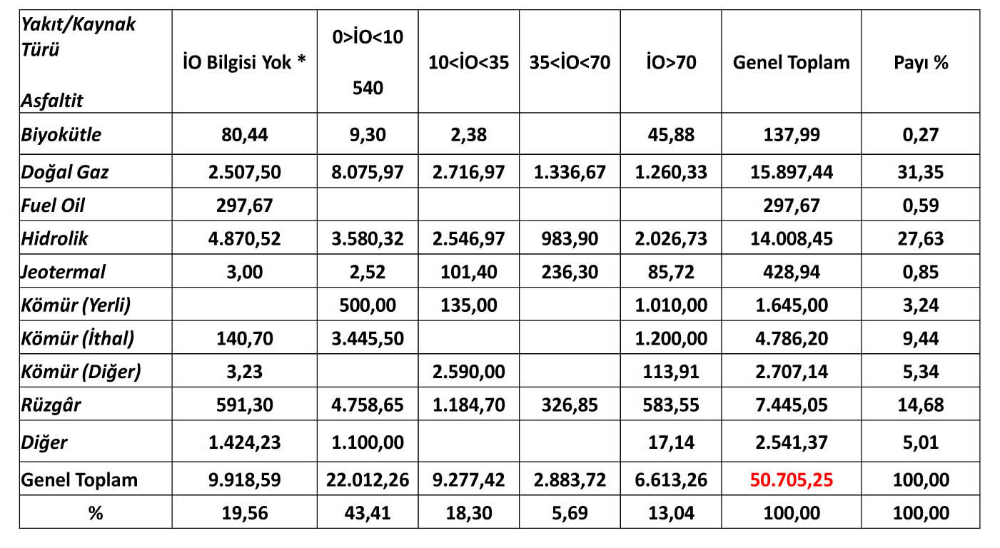 Yakıt/Kaynak Türü Asfaltit İO Bilgisi Yok * 0>İO<10 540 10<İO<35 35<İO<70 İO>70 Genel Toplam Payı %
Biyokütle 80,44 9,30 2,38 45,88 137,99 0,27
Doğal Gaz 2.507,50 8.075,97 2.716,97 1.336,67 1.260,33 15.897,44 31,35
Fuel Oil 297,67 297,67 0,59
Hidrolik 4.870,52 3.580,32 2.546,97 983,90 2.026,73 14.008,45 27,63
Jeotermal 3,00 2,52 101,40 236,30 85,72 428,94 0,85
Kömür (Yerli) 500,00 135,00 1.010,00 1.645,00 3,24
Kömür (İthal) 140,70 3.445,50 1.200,00 4.786,20 9,44
Kömür (Diğer) 3,23 2.590,00 113,91 2.707,14 5,34
Rüzgâr 591,30 4.758,65 1.184,70 326,85 583,55 7.445,05 14,68
Diğer 1.424,23 1.100,00 17,14 2.541,37 5,01
Genel Toplam 9.918,59 22.012,26 9.277,42 2.883,72 6.613,26 50.705,25 100,00
% 19,56 43,41 18,30 5,69 13,04 100,00 100,00